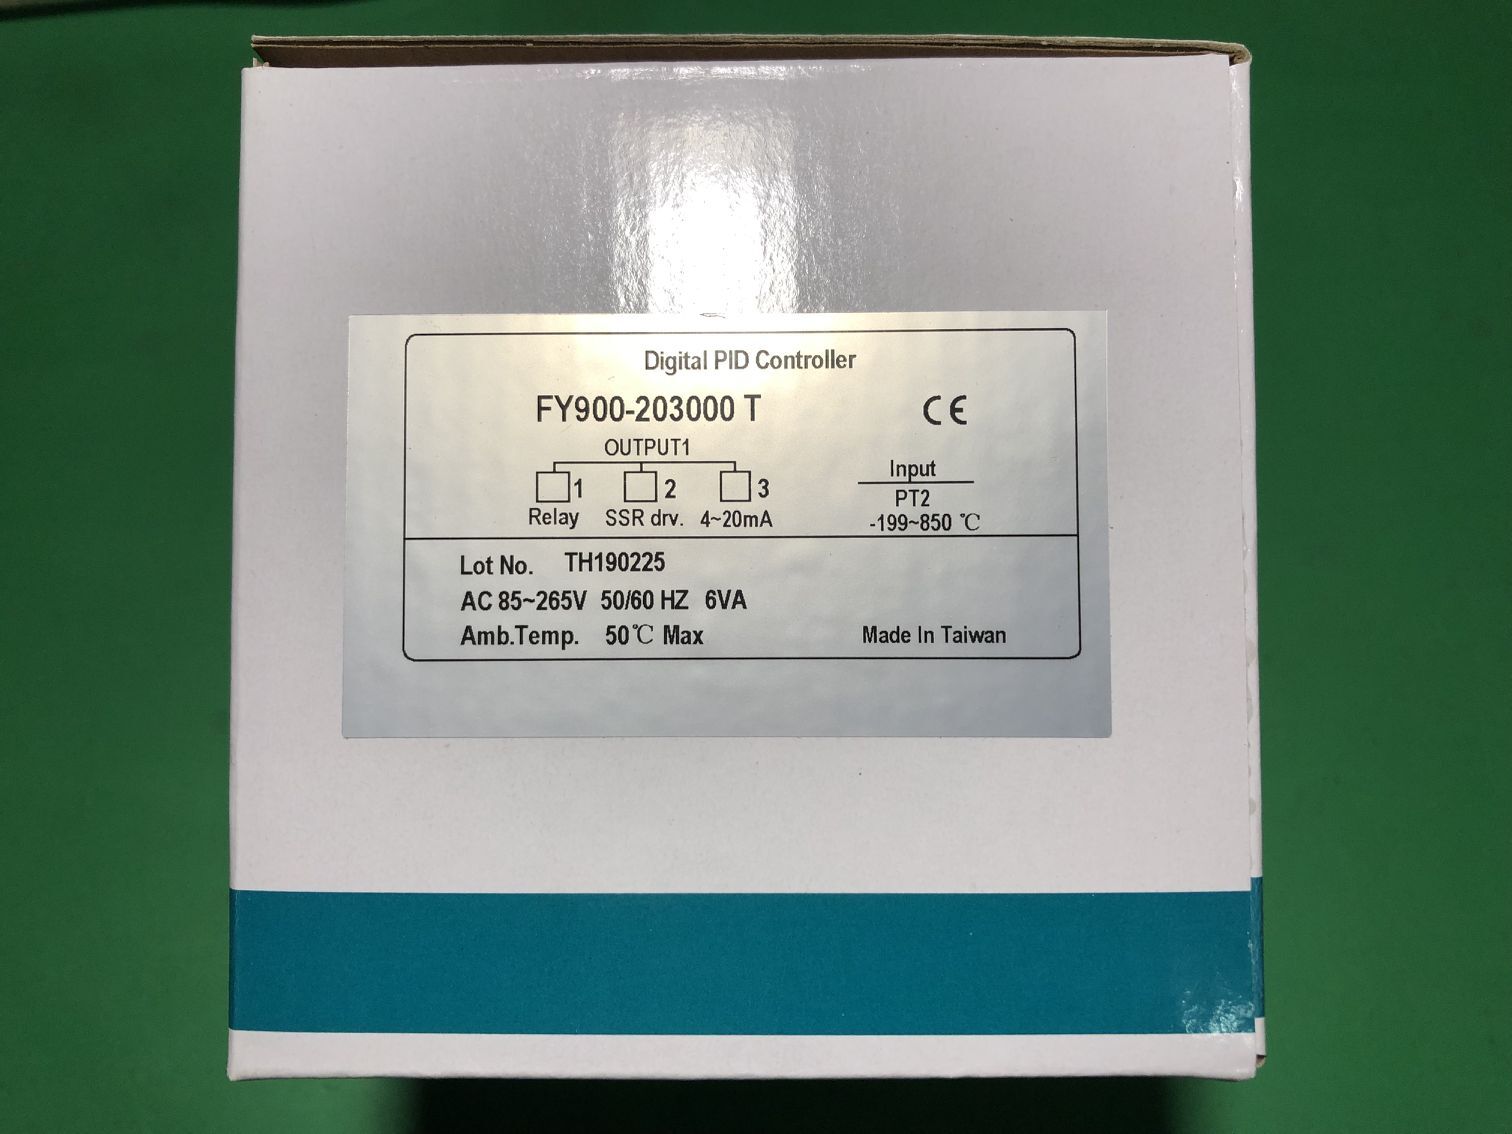 Digital PID Controller
FY900-203000 T
CE
OUTPUT1
1 2 3
Relay SSR drv. 4~20mA
Input
PT2
-199~850 ℃
Lot No. TH190225
AC 85~265V 50/60 HZ 6VA
Amb.Temp. 50℃ Max
Made In Taiwan